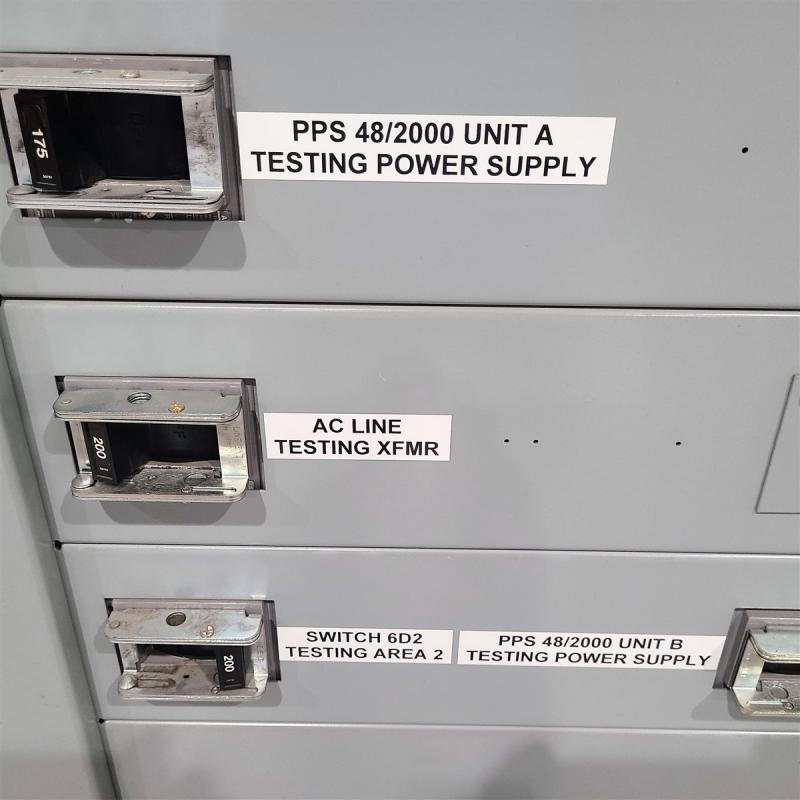 175
PPS 48/2000 UNIT A
TESTING POWER SUPPLY
200
AC LINE
TESTING XFMR
SWITCH 6D2
TESTING AREA 2
200
PPS 48/2000 UNIT B
TESTING POWER SUPPLY